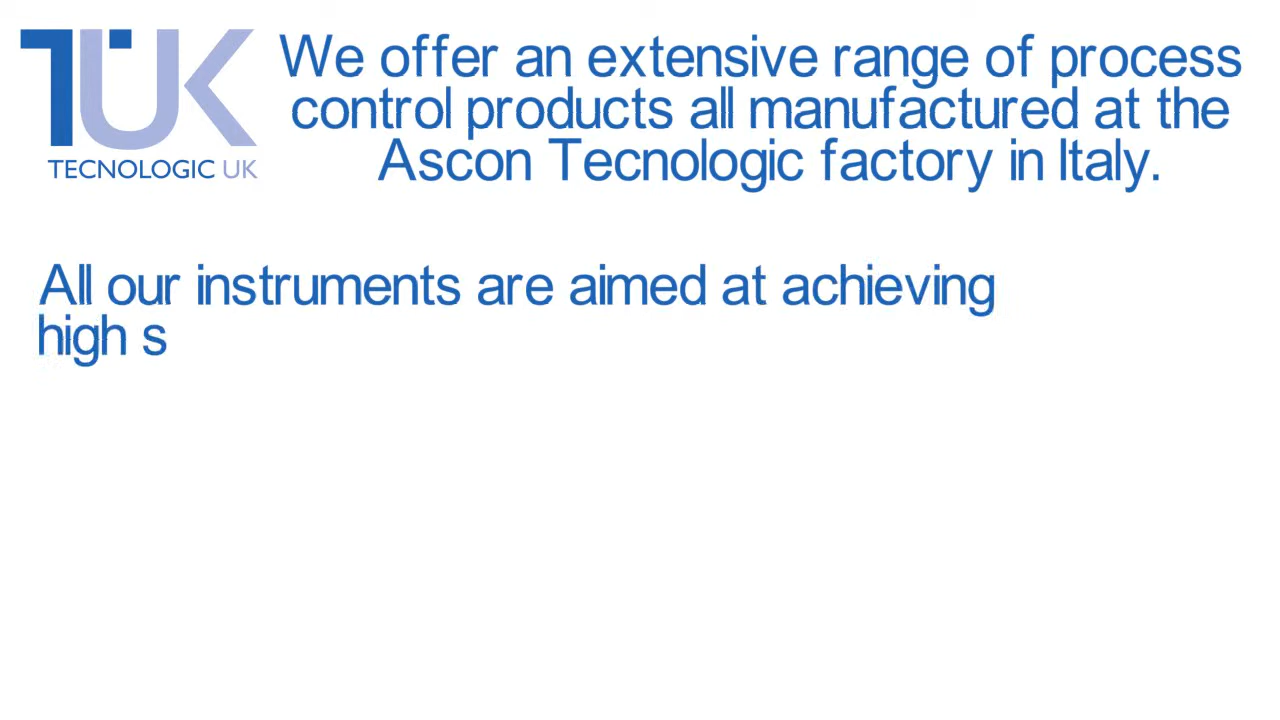 TUK
TECNOLOGIC UK
We offer an extensive range of process
control products all manufactured at the
Ascon Tecnologic factory in Italy.
All our instruments are aimed at achieving
high s